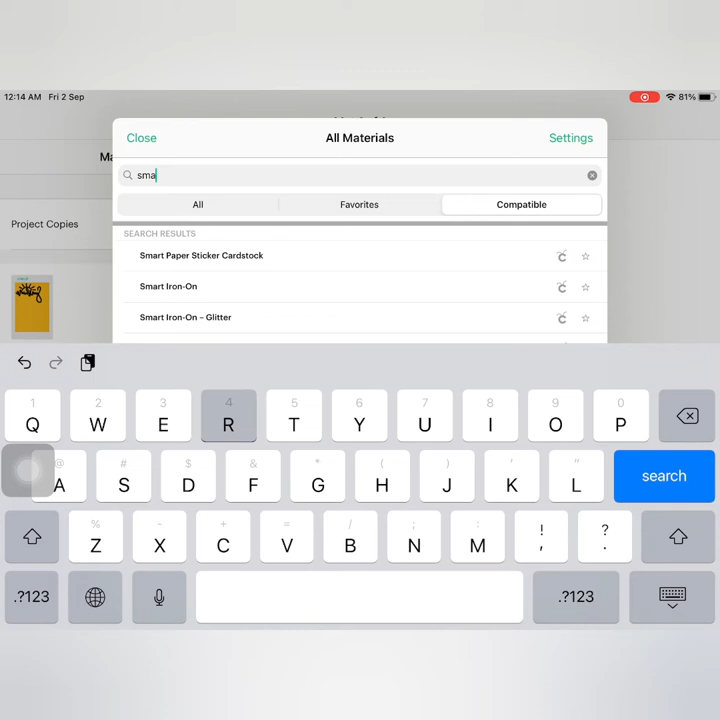 12:14 AM Fri 2 Sep
81%
Close
All Materials
Settings
sma
All
Favorites
Compatible
Project Copies
SEARCH RESULTS
Smart Paper Sticker Cardstock
Smart Iron-On
Smart Iron-On – Glitter
1 2 3 4 5 6 7 8 9 0
Q W E R T Y U I O P
@ # $ & * ( ) ' "
A S D F G H J K L
search
% - + = / ; : ! ?
Z X C V B N M , .
.?123
.?123